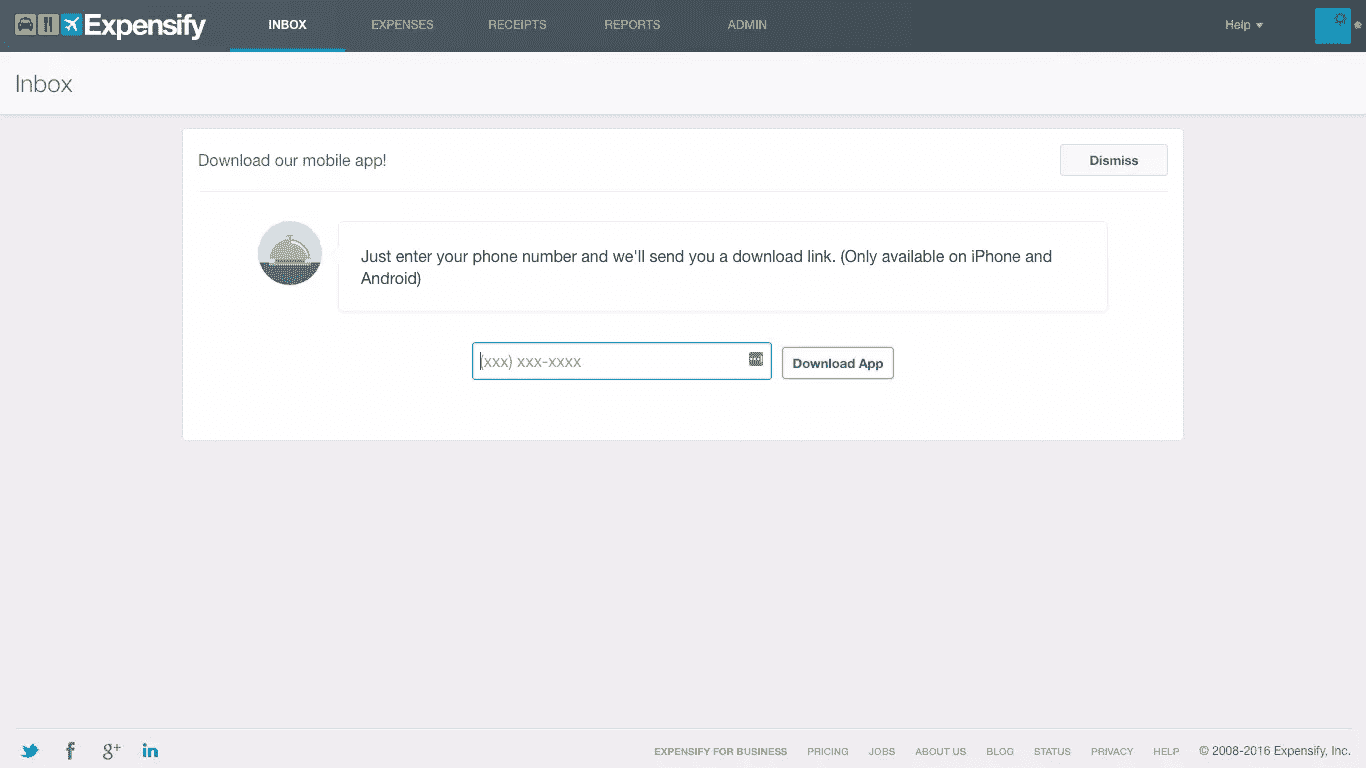 Expensify
INBOX
EXPENSES
RECEIPTS
REPORTS
ADMIN
Help
Inbox
Download our mobile app!
Dismiss
Just enter your phone number and we'll send you a download link. (Only available on iPhone and
Android)
(xxx) xxx-xxxx
Download App
EXPENSIFY FOR BUSINESS
PRICING
JOBS
ABOUT US
BLOG
STATUS
PRIVACY
HELP
© 2008-2016 Expensify, Inc.